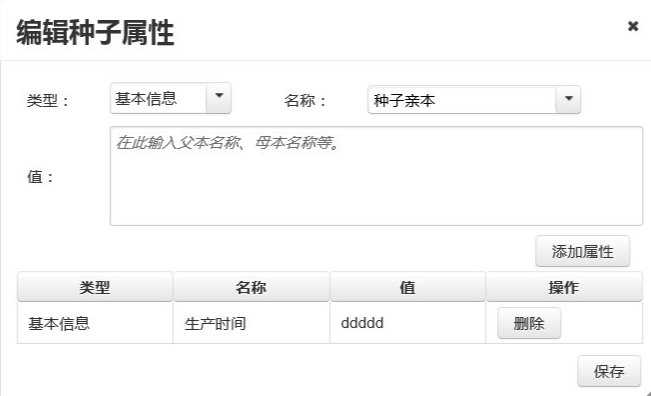 编辑种子属性
类型： 基本信息 名称： 种子亲本
值： 在此输入父本名称、母本名称等。
添加属性
类型 名称 值 操作
基本信息 生产时间 ddddd 删除
保存